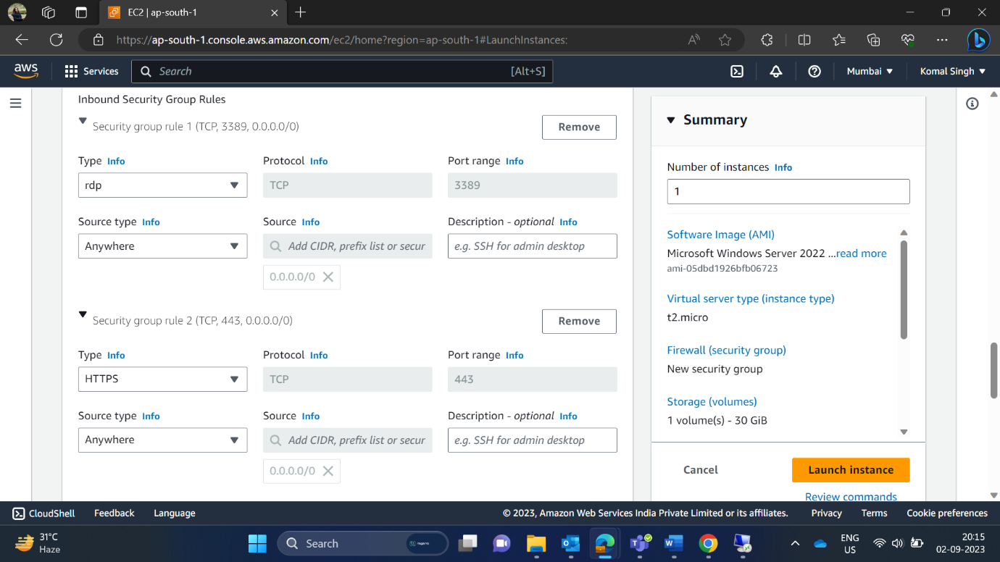 EC2 | ap-south-1
https://ap-south-1.console.aws.amazon.com/ec2/home?region=ap-south-1#LaunchInstances:
aws
Services
Search
[Alt+S]
Mumbai
Komal Singh
Inbound Security Group Rules
Security group rule 1 (TCP, 3389, 0.0.0.0/0)
Remove
Type Info
Protocol Info
Port range Info
rdp
TCP
3389
Source type Info
Source Info
Description - optional Info
Anywhere
Add CIDR, prefix list or secur
e.g. SSH for admin desktop
0.0.0.0/0
Security group rule 2 (TCP, 443, 0.0.0.0/0)
Remove
Type Info
Protocol Info
Port range Info
HTTPS
TCP
443
Source type Info
Source Info
Description - optional Info
Anywhere
Add CIDR, prefix list or secur
e.g. SSH for admin desktop
0.0.0.0/0
Summary
Number of instances Info
1
Software Image (AMI)
Microsoft Windows Server 2022 ...read more
ami-05dbd1926bfb06723
Virtual server type (instance type)
t2.micro
Firewall (security group)
New security group
Storage (volumes)
1 volume(s) - 30 GiB
Cancel
Launch instance
Review commands
CloudShell
Feedback
Language
© 2023, Amazon Web Services India Private Limited or its affiliates.
Privacy
Terms
Cookie preferences
31°C
Haze
Search
ENG
US
20:15
02-09-2023